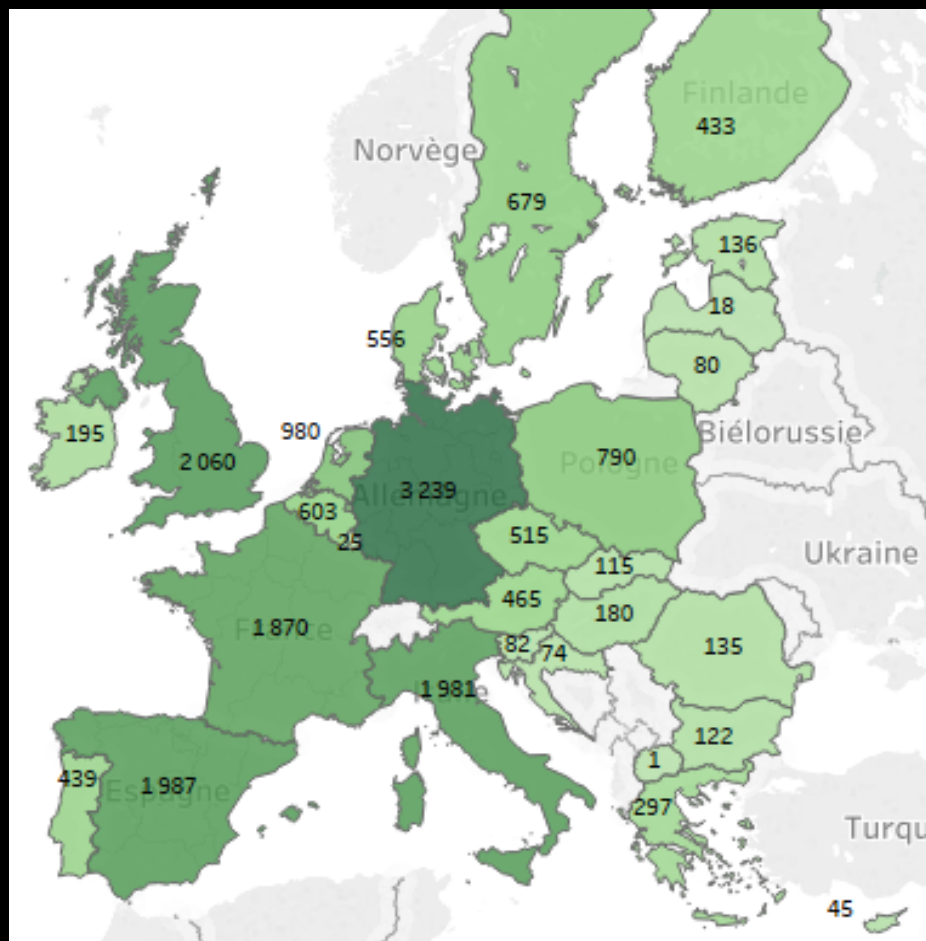 Finlande
433
Norvège
679
136
18
556
80
195
980
Biélorussie
2 060
790
Pologne
3 239
Allemagne
603
515
25
Ukraine
115
465
180
1 870
France
82
74
135
1 981
Italie
122
1
439
1 987
Espagne
297
Turqu
45